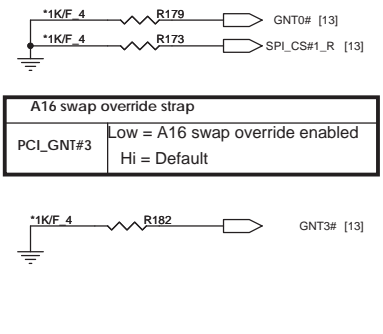 *1K/F_4 R179 GNT0# [13]
*1K/F_4 R173 SPI_CS#1_R [13]
A16 swap override strap
PCI_GNT#3 Low = A16 swap override enabled
Hi = Default
*1K/F_4 R182 GNT3# [13]